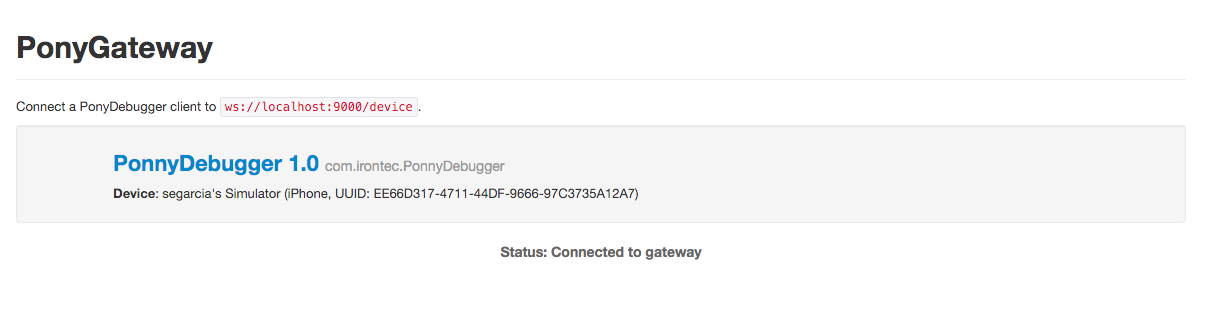 PonyGateway
Connect a PonyDebugger client to ws://localhost:9000/device.
PonnyDebugger 1.0 com.irontec.PonnyDebugger
Device: segarcia's Simulator (iPhone, UUID: EE66D317-4711-44DF-9666-97C3735A12A7)
Status: Connected to gateway